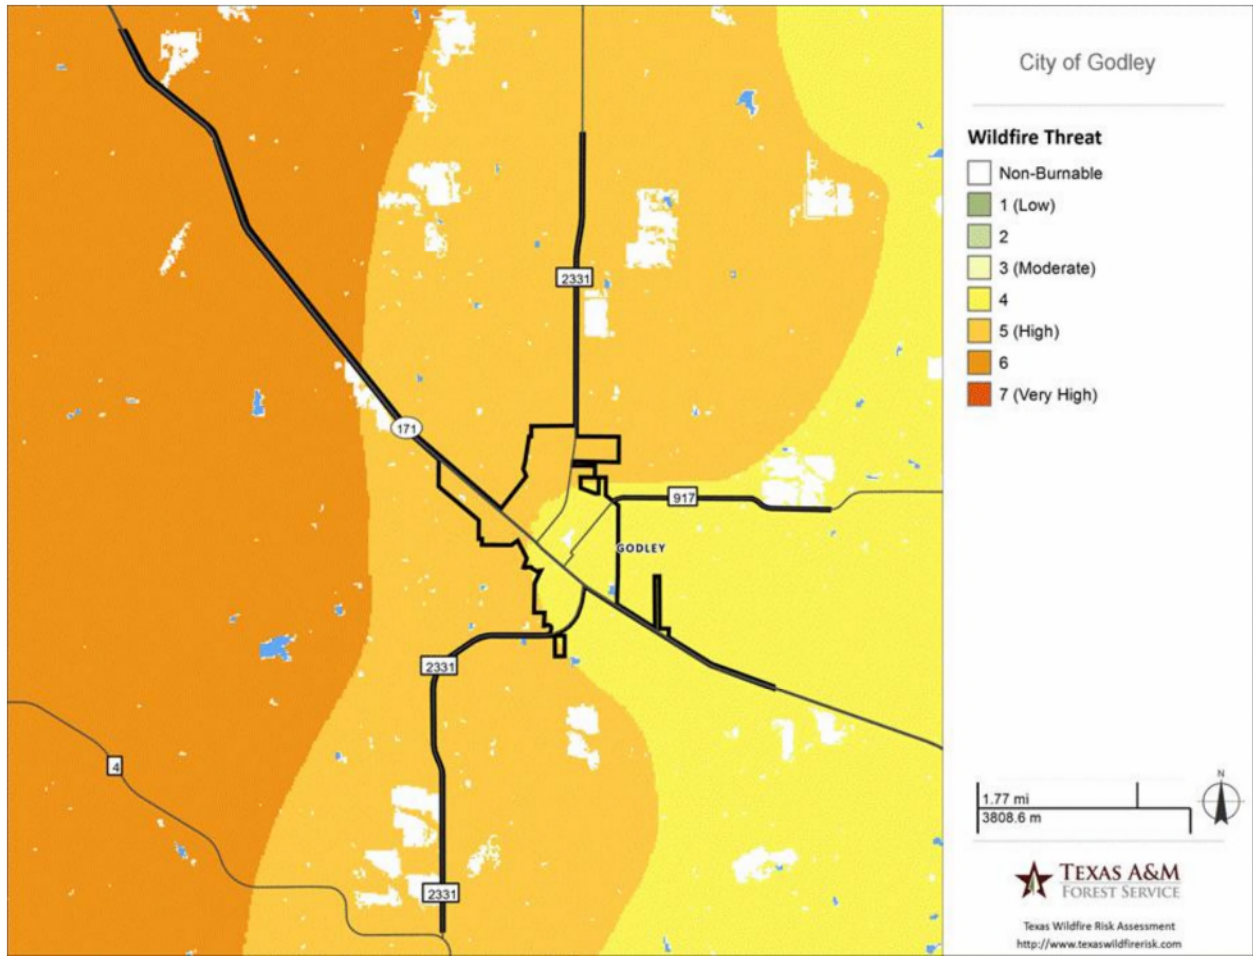 City of Godley
Wildfire Threat
Non-Burnable
1 (Low)
2
3 (Moderate)
4
5 (High)
6
7 (Very High)
2331
171
917
GODLEY
2331
4
2331
1.77 mi
3808.6 m
N
TEXAS A&M
FOREST SERVICE
Texas Wildfire Risk Assessment
http://www.texaswildfirerisk.com